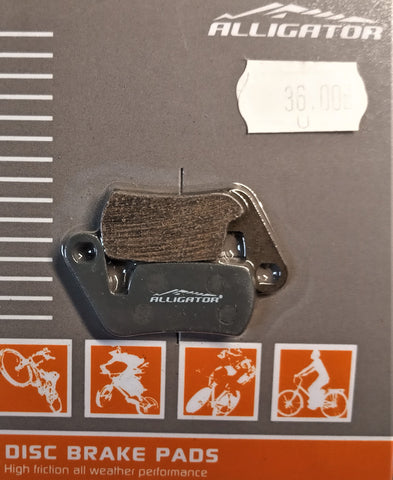 ALLIGATOR
36.00
U
ALLIGATOR®
DISC BRAKE PADS
High friction all weather performance